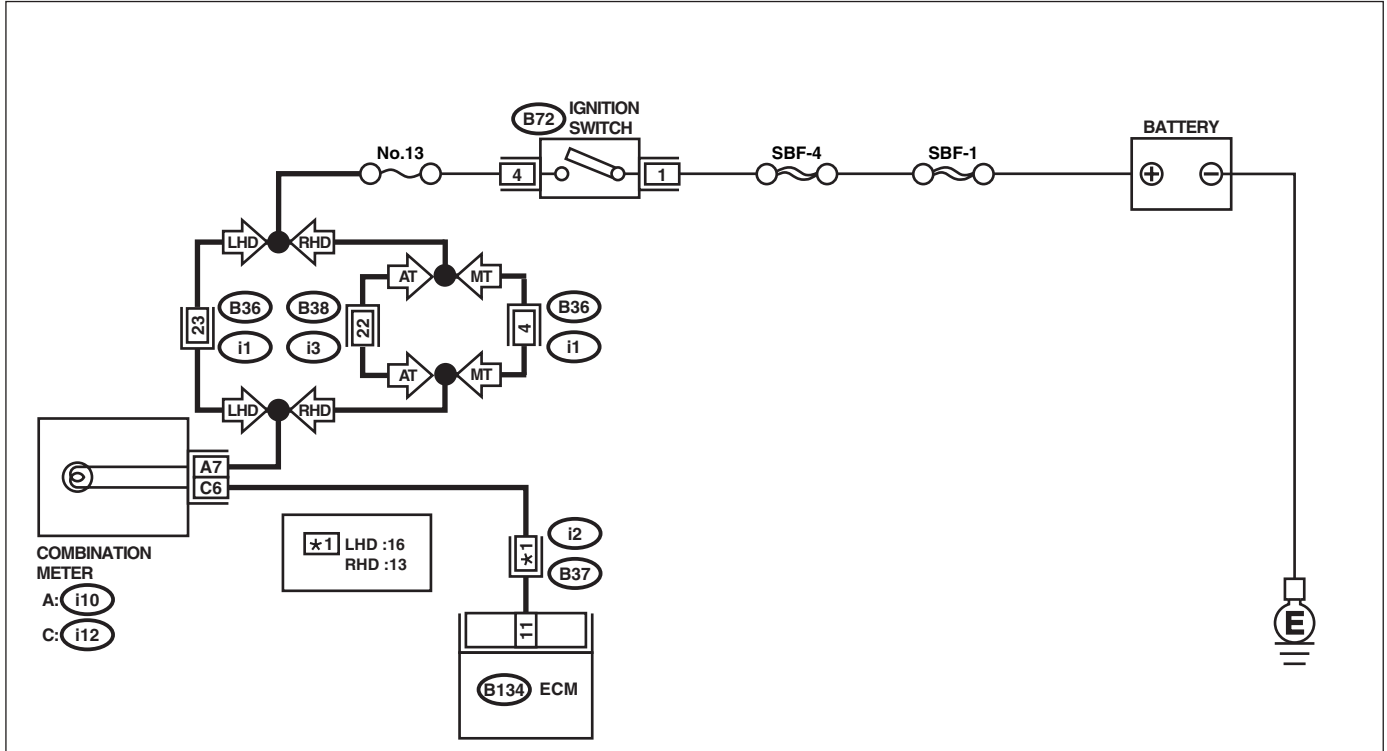 IGNITION
SWITCH
B72
BATTERY
No.13
SBF-4
SBF-1
4
1
+
−
LHD
RHD
AT
MT
23
B36
i1
B38
i3
22
4
B36
i1
AT
MT
LHD
RHD
A7
C6
COMBINATION
METER
A: i10
C: i12
*1 LHD :16
RHD :13
*1
i2
B37
11
B134 ECM
E